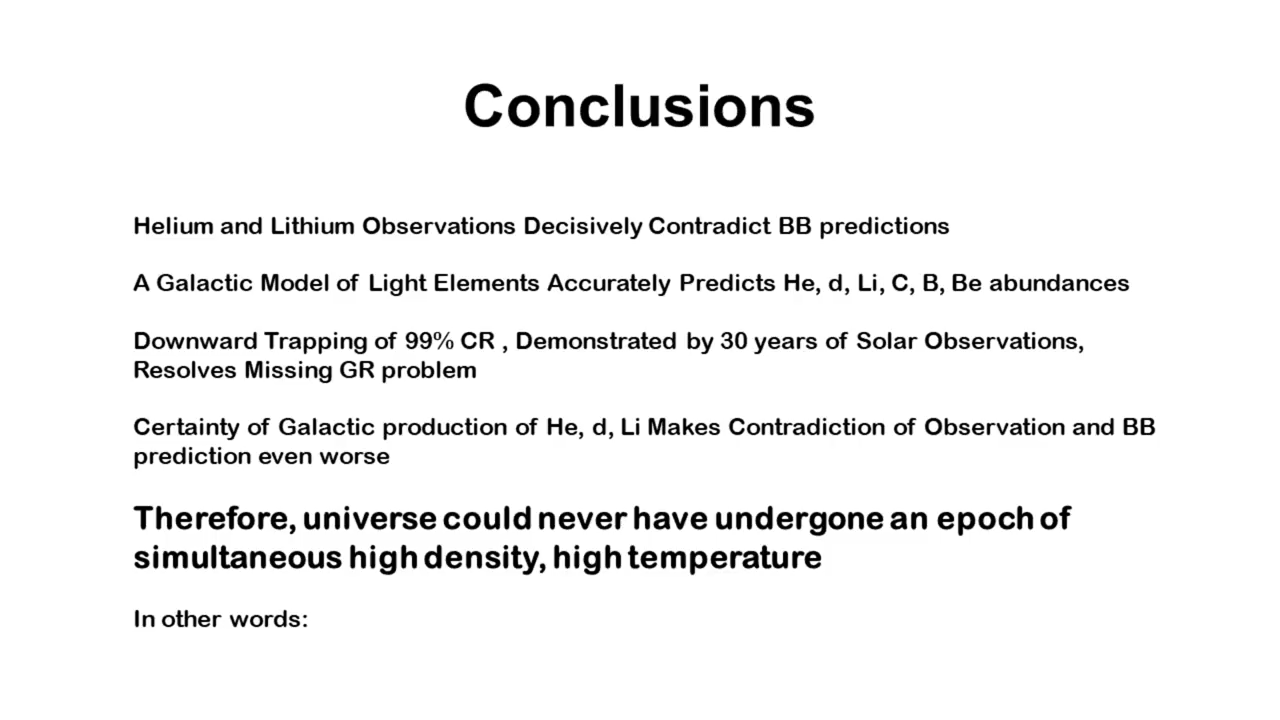 Conclusions
Helium and Lithium Observations Decisively Contradict BB predictions
A Galactic Model of Light Elements Accurately Predicts He, d, Li, C, B, Be abundances
Downward Trapping of 99% CR , Demonstrated by 30 years of Solar Observations,
Resolves Missing GR problem
Certainty of Galactic production of He, d, Li Makes Contradiction of Observation and BB
prediction even worse
Therefore, universe could never have undergone an epoch of
simultaneous high density, high temperature
In other words: